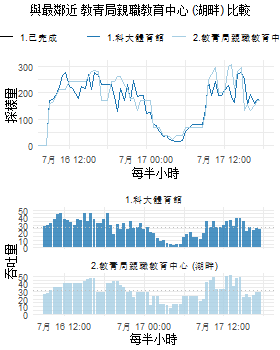 與最鄰近 教青局親職教育中心 (湖畔) 比較
1.已完成
1.科大體育館
2.教青局親職教育中
採樣量
300
200
100
0
7月 16 12:00
7月 17 00:00
7月 17 12:00
每半小時
1.科大體育館
吞吐量
50
40
30
20
10
0
2.教青局親職教育中心 (湖畔)
50
40
30
20
10
0
7月 16 12:00
7月 17 00:00
7月 17 12:00
每半小時